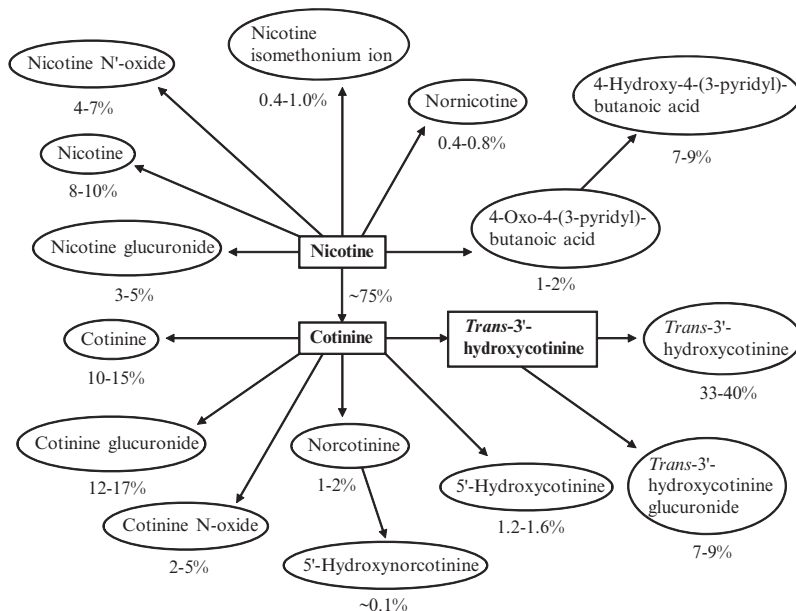 Nicotine
isomethonium ion
0.4-1.0%
Nicotine N'-oxide
4-7%
4-Hydroxy-4-(3-pyridyl)-
butanoic acid
7-9%
Nornicotine
0.4-0.8%
Nicotine
8-10%
4-Oxo-4-(3-pyridyl)-
butanoic acid
1-2%
Nicotine glucuronide
3-5%
Nicotine
~75%
Cotinine
10-15%
Cotinine
Trans-3'-
hydroxycotinine
Trans-3'-
hydroxycotinine
33-40%
Cotinine glucuronide
12-17%
Norcotinine
1-2%
5'-Hydroxycotinine
1.2-1.6%
Trans-3'-
hydroxycotinine
glucuronide
7-9%
Cotinine N-oxide
2-5%
5'-Hydroxynorcotinine
~0.1%